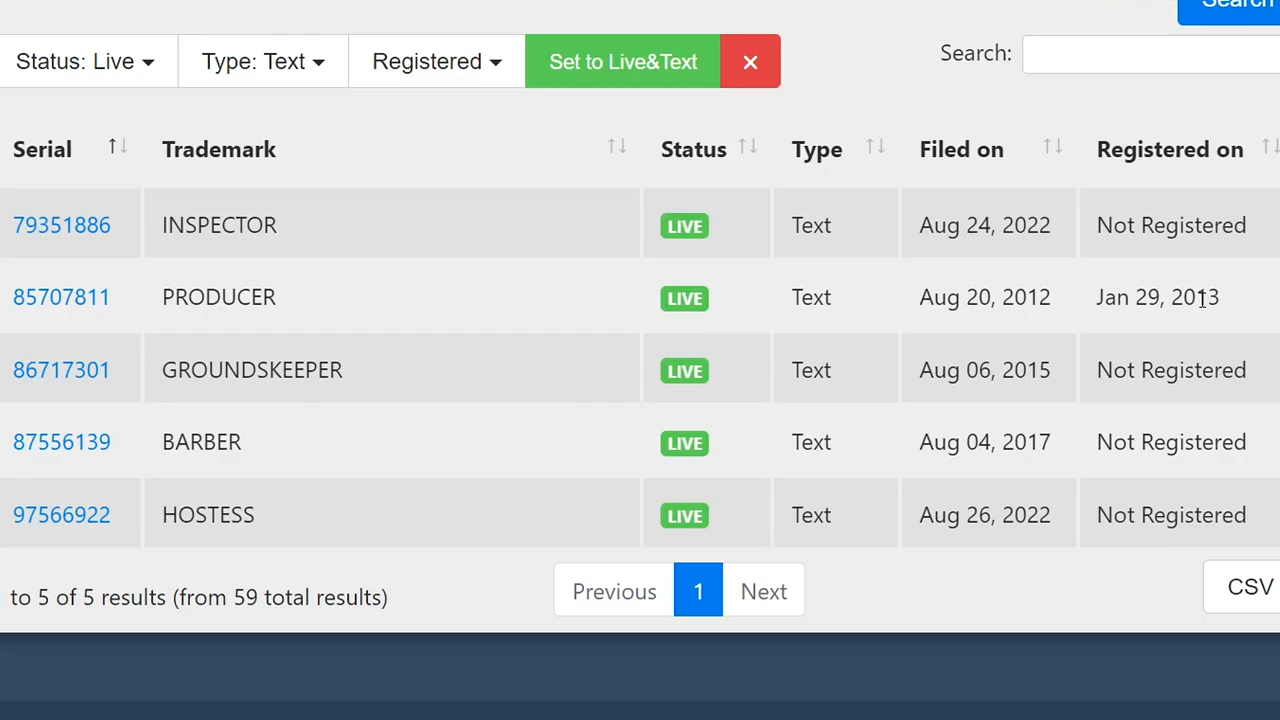 Search
Status: Live Type: Text Registered Set to Live&Text × Search:
Serial Trademark Status Type Filed on Registered on
79351886 INSPECTOR LIVE Text Aug 24, 2022 Not Registered
85707811 PRODUCER LIVE Text Aug 20, 2012 Jan 29, 2013
86717301 GROUNDSKEEPER LIVE Text Aug 06, 2015 Not Registered
87556139 BARBER LIVE Text Aug 04, 2017 Not Registered
97566922 HOSTESS LIVE Text Aug 26, 2022 Not Registered
to 5 of 5 results (from 59 total results) Previous 1 Next CSV